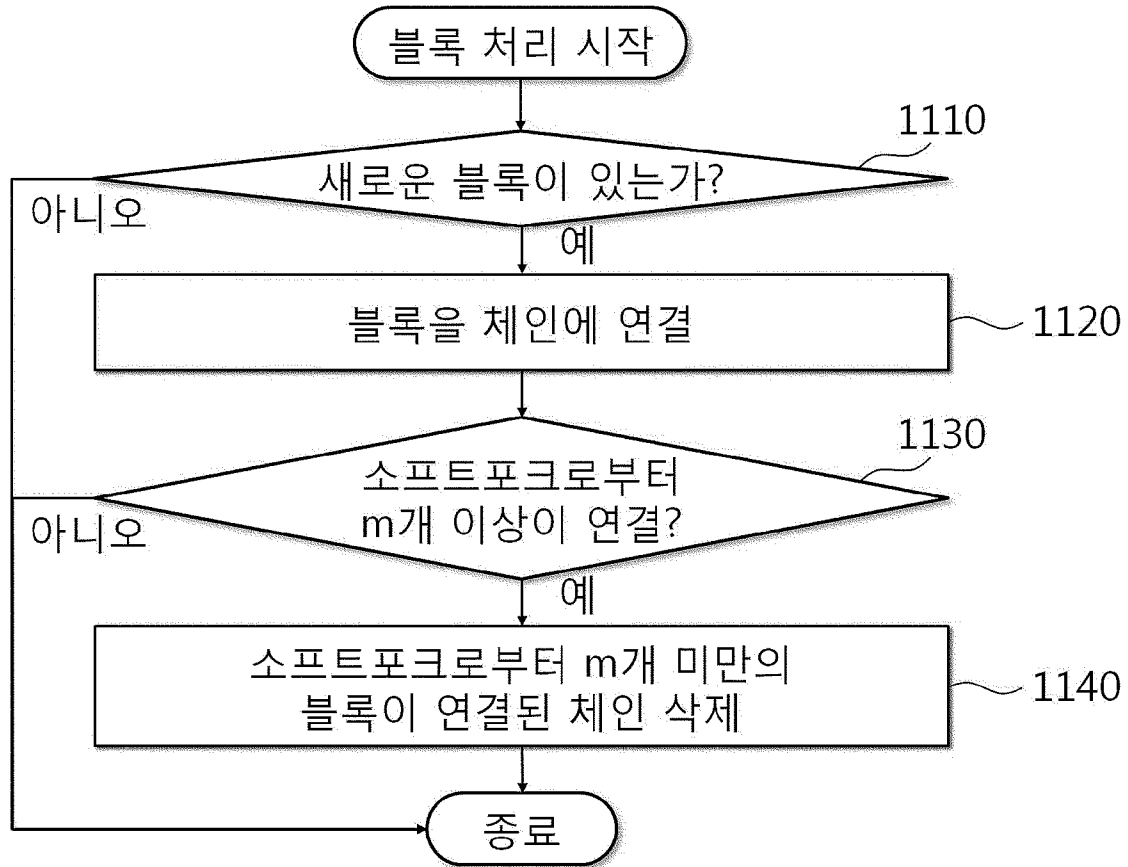 블록 처리 시작
1110
새로운 블록이 있는가?
아니오
예
블록을 체인에 연결
1120
1130
소프트포크로부터
m개 이상이 연결?
아니오
예
소프트포크로부터 m개 미만의
블록이 연결된 체인 삭제
1140
종료